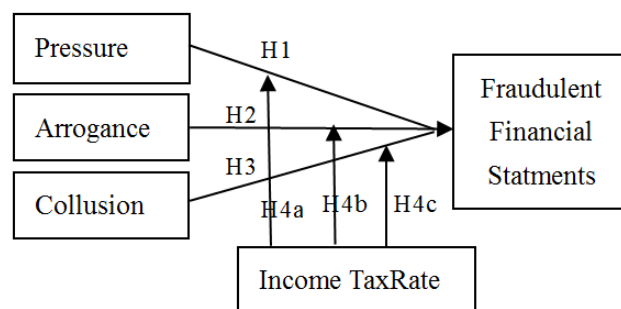 Pressure
H1
Arrogance
H2
H3
Collusion
H4a
H4b
H4c
Fraudulent
Financial
Statments
Income TaxRate